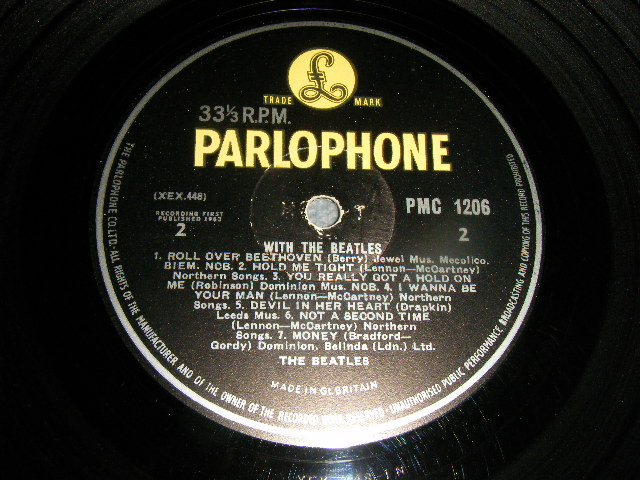 £
TRADE MARK
33⅓ R.P.M.
PARLOPHONE
(XEX.448)
PMC 1206
RECORDING FIRST
PUBLISHED 1963
2
2
WITH THE BEATLES
1. ROLL OVER BEETHOVEN (Berry) Jewel Mus. Mecolico.
BIEM. NOB. 2. HOLD ME TIGHT (Lennon—McCartney)
Northern Songs. 3. YOU REALLY GOT A HOLD ON
ME (Robinson) Dominion Mus. NOB. 4. I WANNA BE
YOUR MAN (Lennon—McCartney) Northern
Songs. 5. DEVIL IN HER HEART (Drapkin)
Leeds Mus. 6. NOT A SECOND TIME
(Lennon—McCartney) Northern
Songs. 7. MONEY (Bradford—
Gordy) Dominion, Belinda (Ldn.) Ltd.
THE BEATLES
MADE IN GT. BRITAIN
THE PARLOPHONE CO. LTD. · ALL RIGHTS OF THE MANUFACTURER AND OF THE OWNER OF THE RECORDED WORK RESERVED · UNAUTHORISED PUBLIC PERFORMANCE BROADCASTING AND COPYING OF THIS RECORD PROHIBITED